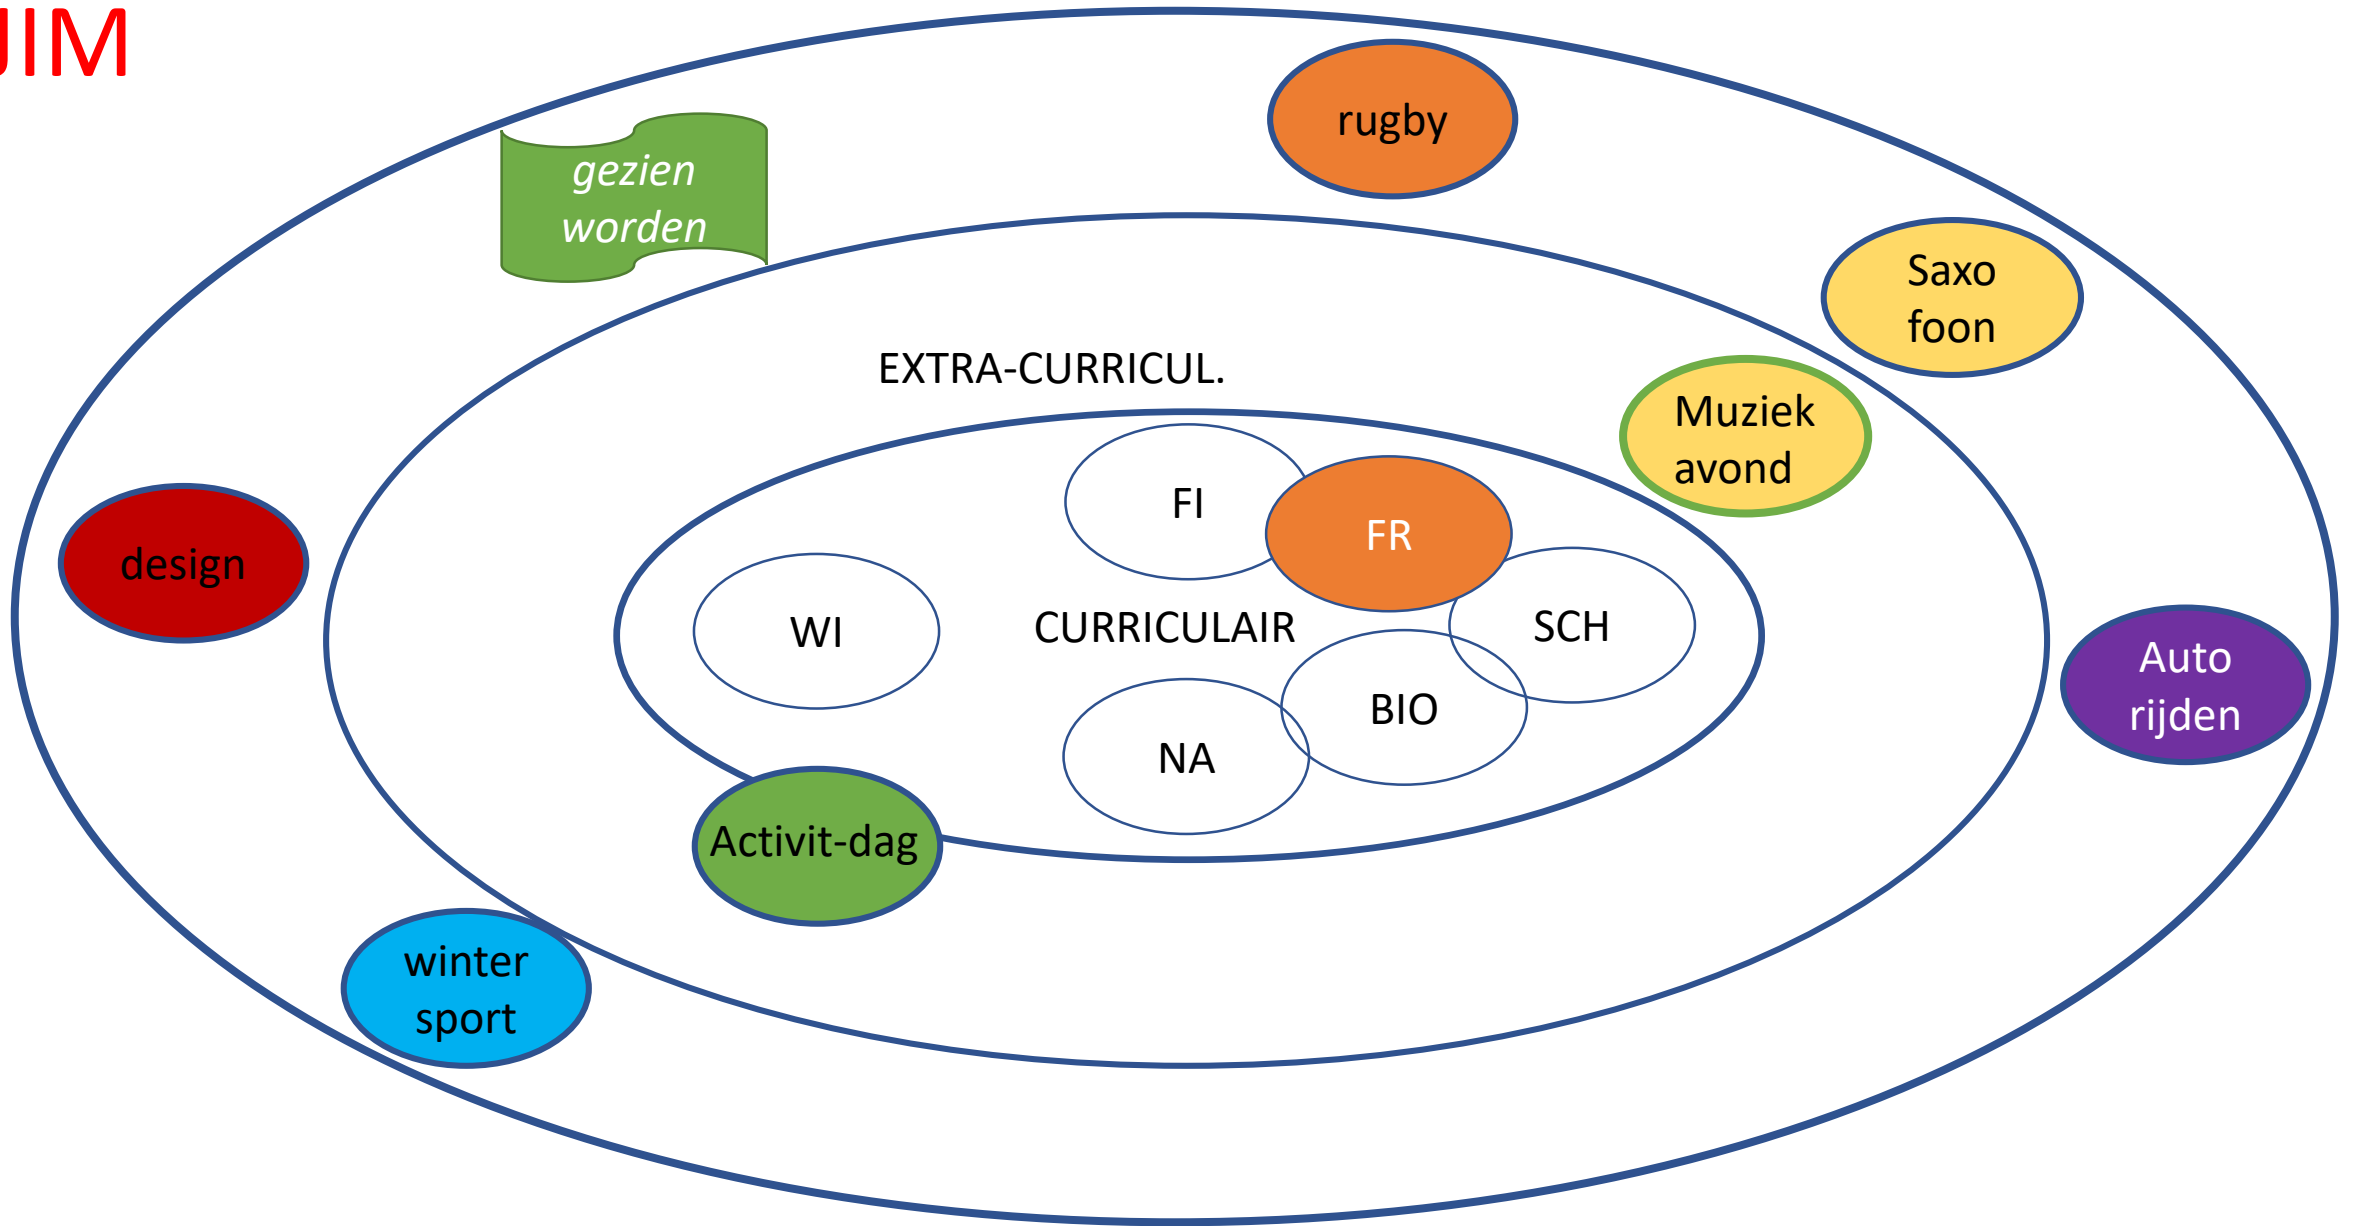 JIM
rugby
gezien
worden
Saxo
foon
EXTRA-CURRICUL.
Muziek
avond
FI
FR
design
WI
CURRICULAIR
SCH
Auto
rijden
BIO
NA
Activit-dag
winter
sport